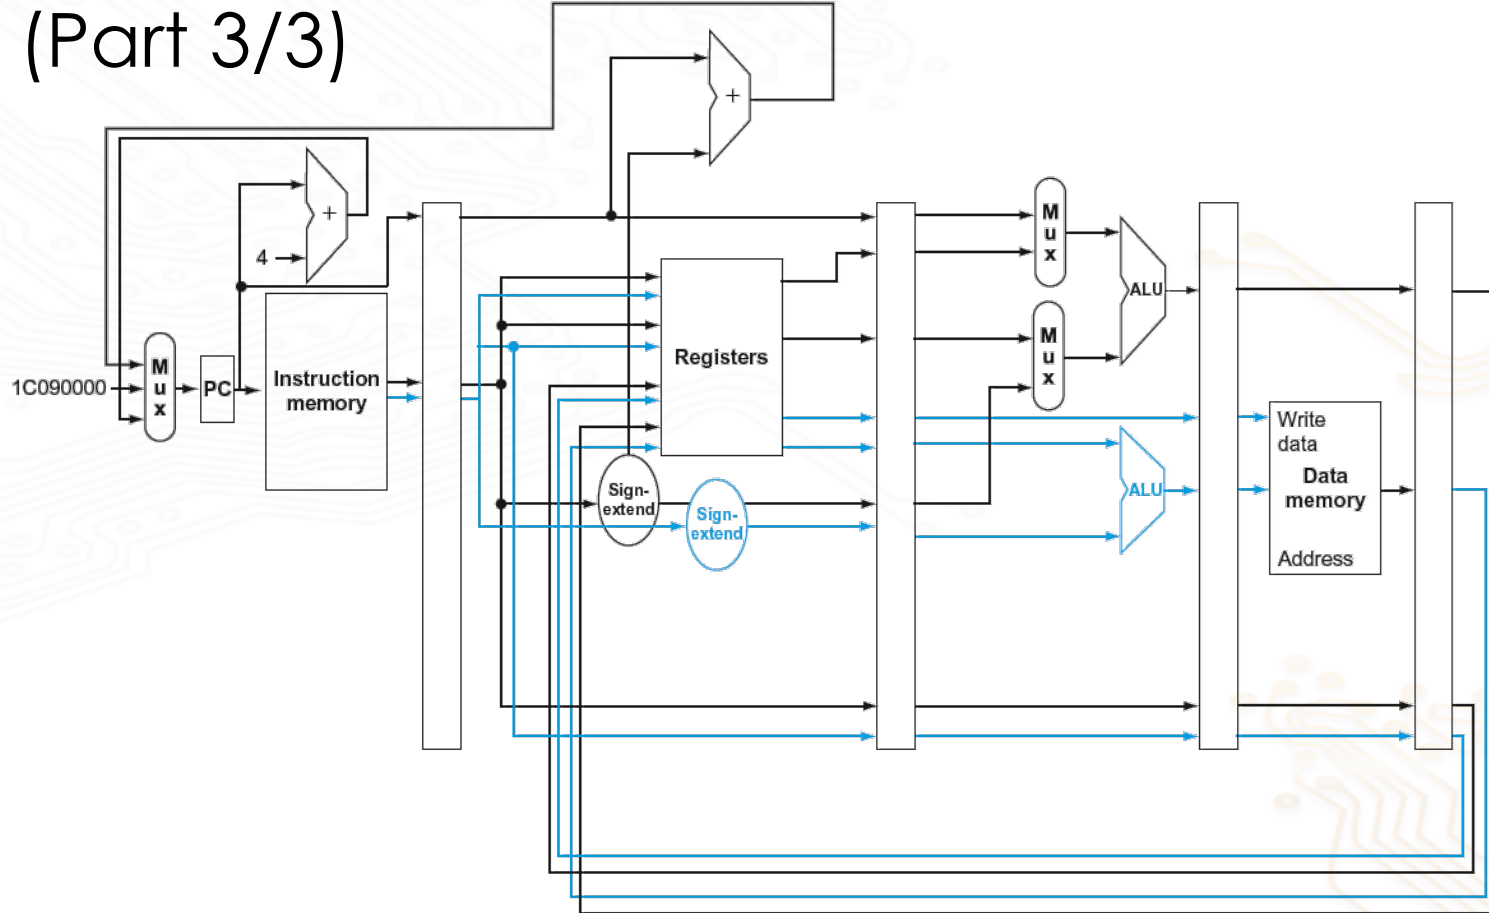 (Part 3/3)
+
M
u
x
+
4
ALU
M
u
x
M
u
x
1C090000
PC
Instruction
memory
Registers
M
u
x
Write
data
Data
memory
Address
ALU
Sign-
extend
Sign-
extend